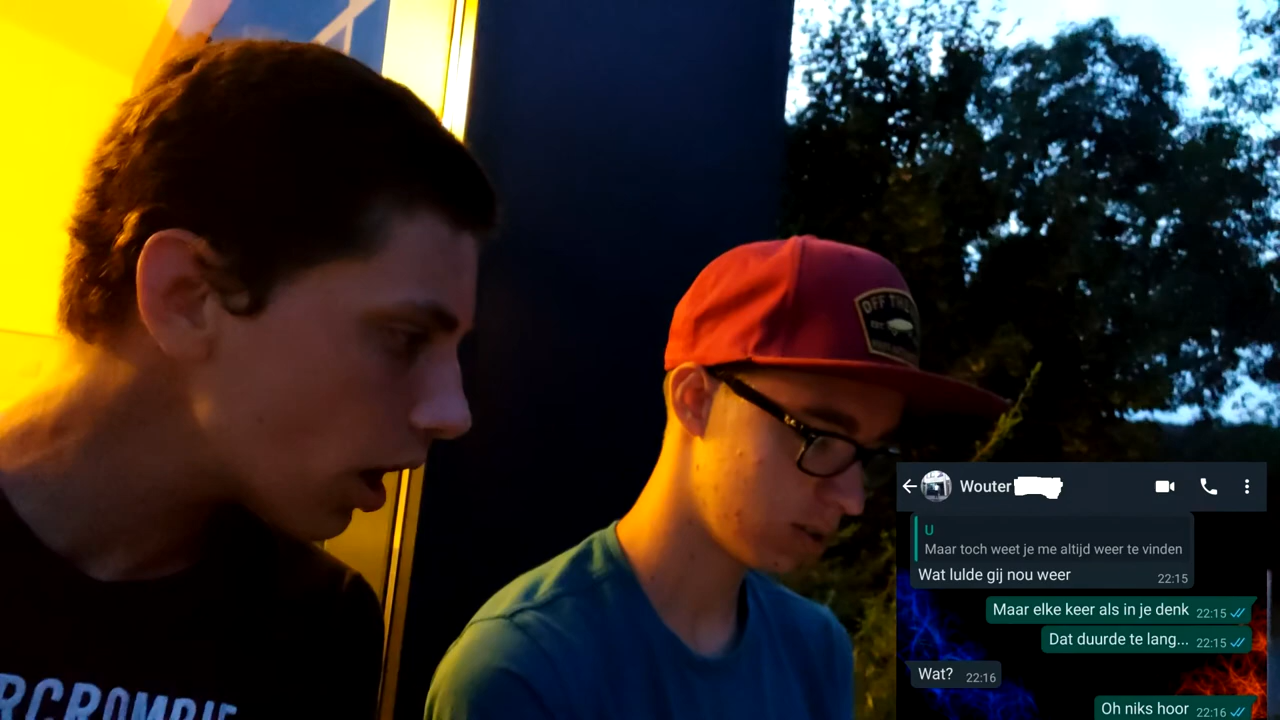 OFF THE
Wouter
U
Maar toch weet je me altijd weer te vinden
Wat lulde gij nou weer
22:15
Maar elke keer als in je denk 22:15
Dat duurde te lang... 22:15
Wat? 22:16
Oh niks hoor 22:16
RCROMBIE